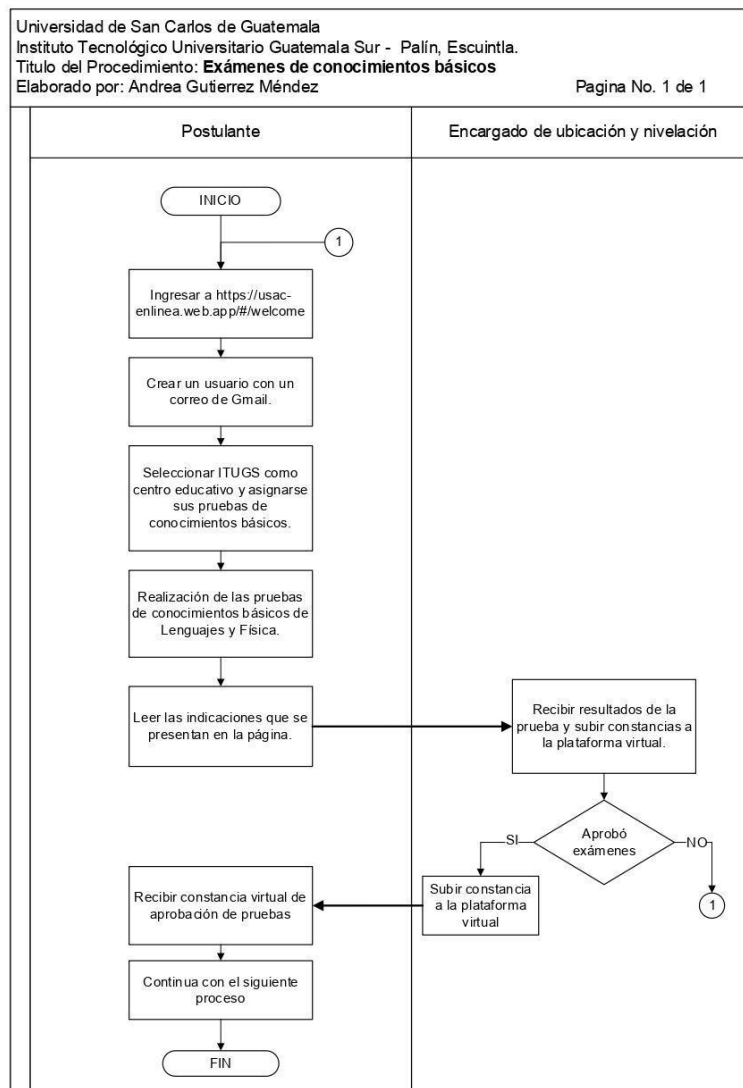 Universidad de San Carlos de Guatemala
Instituto Tecnológico Universitario Guatemala Sur - Palín, Escuintla.
Titulo del Procedimiento: Exámenes de conocimientos básicos
Elaborado por: Andrea Gutierrez Méndez
Pagina No. 1 de 1
Postulante
Encargado de ubicación y nivelación
INICIO
1
Ingresar a https://usac-
enlinea.web.app/#/welcome
Crear un usuario con un
correo de Gmail.
Seleccionar ITUGS como
centro educativo y asignarse
sus pruebas de
conocimientos básicos.
Realización de las pruebas
de conocimientos básicos de
Lenguajes y Física.
Leer las indicaciones que se
presentan en la página.
Recibir resultados de la
prueba y subir constancias a
la plataforma virtual.
Aprobó
exámenes
SI
NO
Subir constancia
a la plataforma
virtual
1
Recibir constancia virtual de
aprobación de pruebas
Continua con el siguiente
proceso
FIN